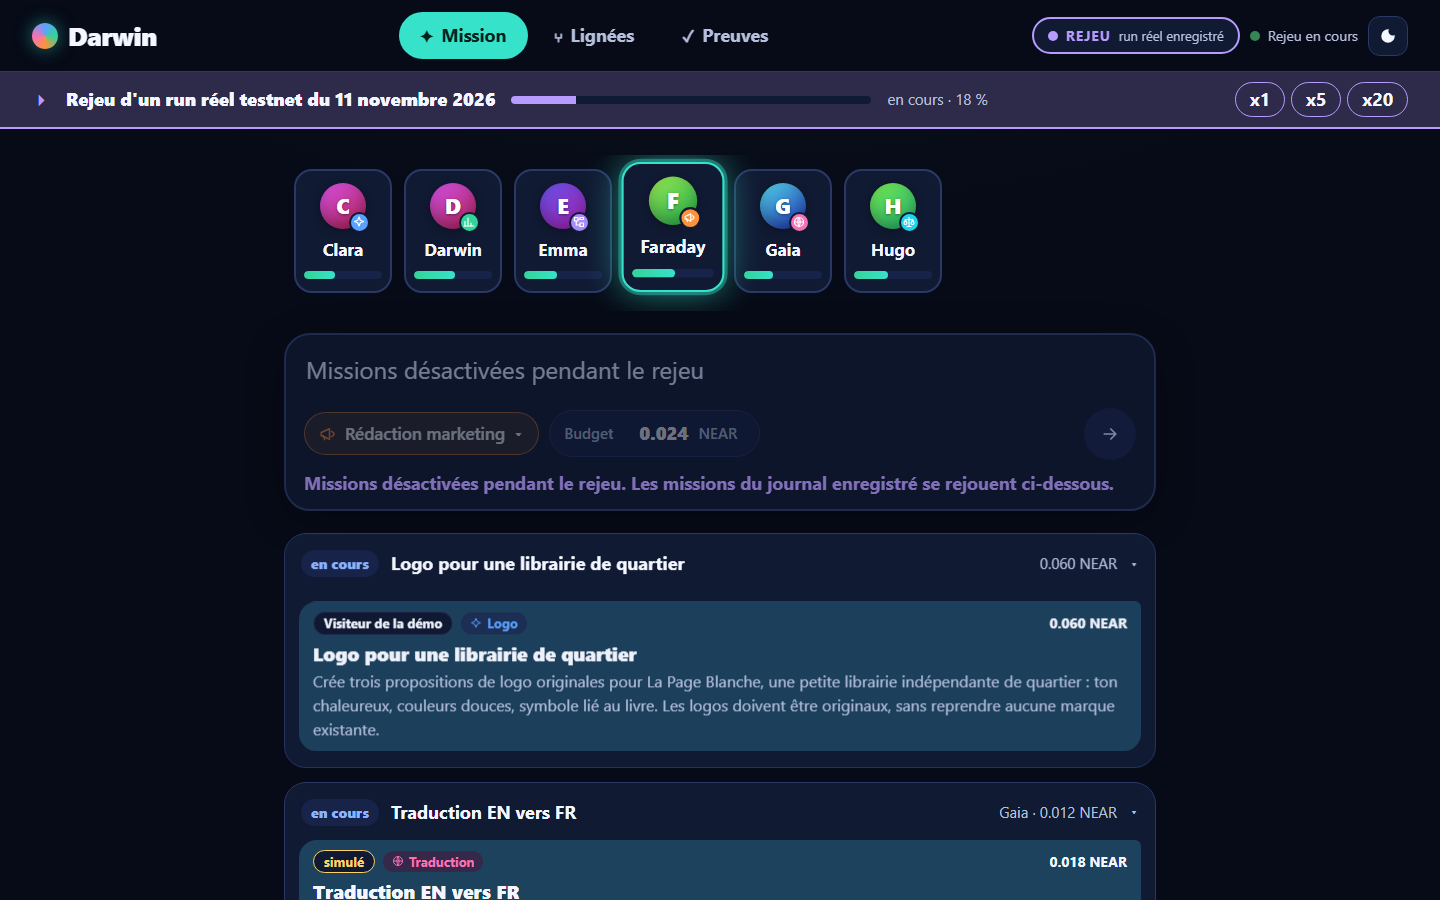 Darwin
Mission
Lignées
Preuves
REJEU run réel enregistré
Rejeu en cours
Rejeu d'un run réel testnet du 11 novembre 2026
en cours · 18 %
x1
x5
x20
C
D
E
F
G
H
Clara
Darwin
Emma
Faraday
Gaia
Hugo
Missions désactivées pendant le rejeu
Rédaction marketing
Budget 0.024 NEAR
Missions désactivées pendant le rejeu. Les missions du journal enregistré se rejouent ci-dessous.
en cours Logo pour une librairie de quartier 0.060 NEAR
Visiteur de la démo Logo 0.060 NEAR
Logo pour une librairie de quartier
Crée trois propositions de logo originales pour La Page Blanche, une petite librairie indépendante de quartier : ton
chaleureux, couleurs douces, symbole lié au livre. Les logos doivent être originaux, sans reprendre aucune marque
existante.
en cours Traduction EN vers FR Gaia · 0.012 NEAR
simulé Traduction 0.018 NEAR
Traduction EN vers FR